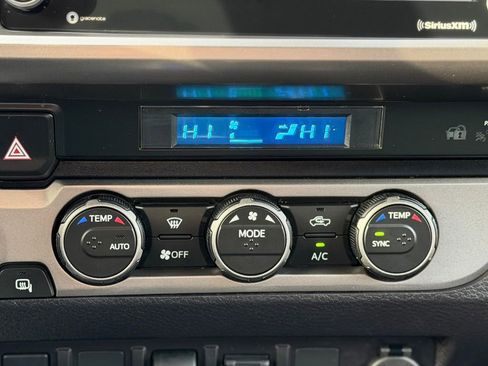 gracenote
SiriusXM
HI HI
TEMP
AUTO
OFF
MODE
A/C
TEMP
SYNC